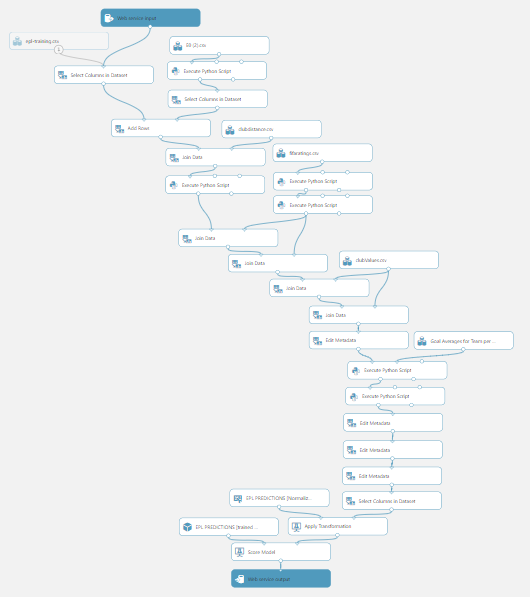 Web service input
epl-training.csv
1
E0 (2).csv
Execute Python Script
Select Columns in Dataset
Select Columns in Dataset
Add Rows
clubdistance.csv
Join Data
fifaratings.csv
Execute Python Script
Execute Python Script
Execute Python Script
Join Data
Join Data
clubValues.csv
Join Data
Join Data
Edit Metadata
Goal Averages for Team per ...
Execute Python Script
Execute Python Script
Edit Metadata
Edit Metadata
Edit Metadata
EPL PREDICTIONS [Normaliz...
Select Columns in Dataset
EPL PREDICTIONS [trained ...
Apply Transformation
Score Model
Web service output